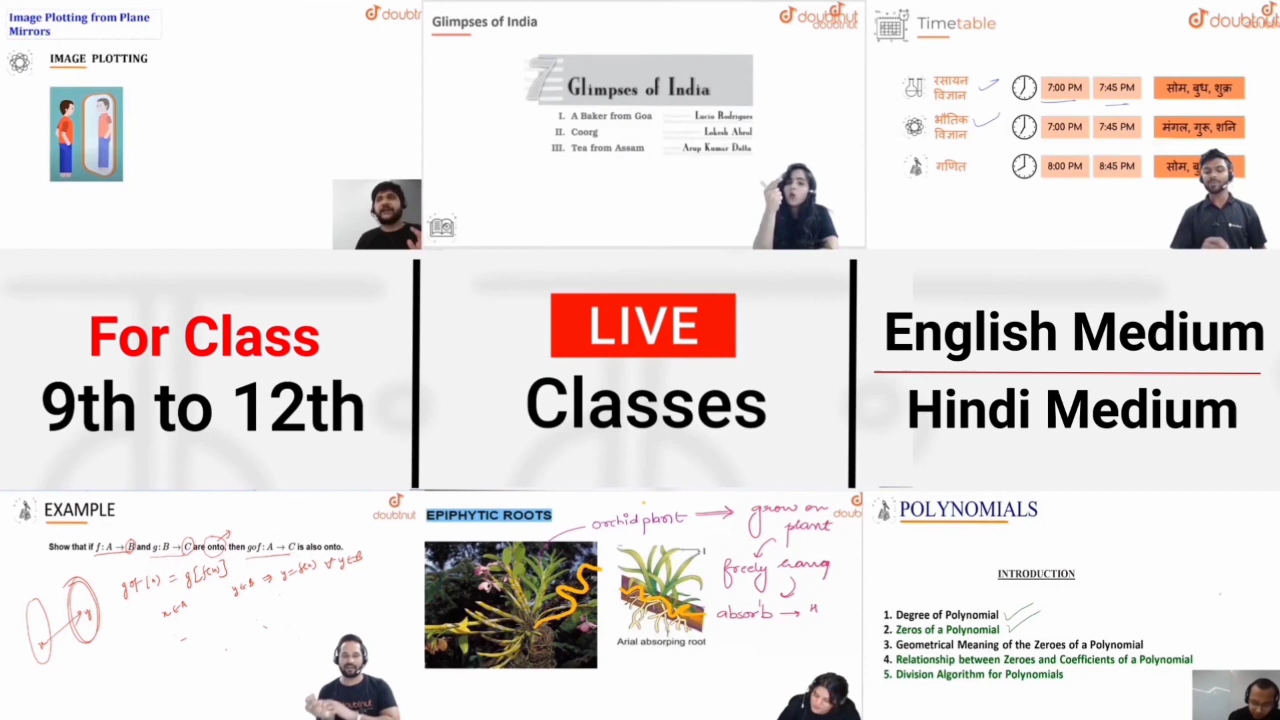 Image Plotting from Plane
Mirrors
IMAGE PLOTTING
doubtnut
Glimpses of India
doubtnut
doubtnut
7
Glimpses of India
I. A Baker from Goa Lucio Rodrigues
II. Coorg Lokesh Abrol
III. Tea from Assam Arup Kumar Datta
Timetable
doubtnut
रसायन
विज्ञान
7:00 PM 7:45 PM सोम, बुध, शुक्र
भौतिक
विज्ञान
7:00 PM 7:45 PM मंगल, गुरू, शनि
गणित 8:00 PM 8:45 PM सोम,
For Class
9th to 12th
LIVE
Classes
English Medium
Hindi Medium
EXAMPLE
doubtnut
Show that if f : A → B and g : B → C are onto, then gof : A → C is also onto.
gof(x) = g[f(x)]
x ∈ A
y ∈ B ⇒ y = f(x) ∀ y ∈ B
x y
EPIPHYTIC ROOTS
doub
orchid plant → grow on
plant
freely hang
absorb → H
Arial absorping root
doubtnut
POLYNOMIALS
INTRODUCTION
1. Degree of Polynomial
2. Zeros of a Polynomial
3. Geometrical Meaning of the Zeroes of a Polynomial
4. Relationship between Zeroes and Coefficients of a Polynomial
5. Division Algorithm for Polynomials